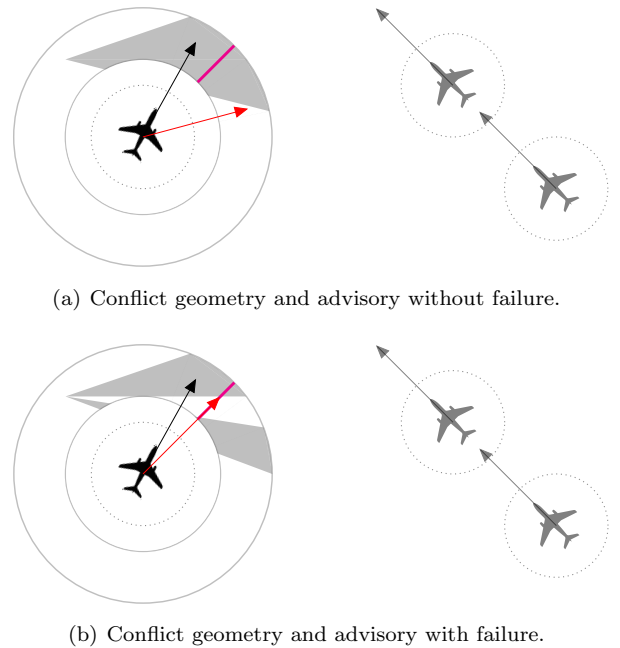 (a) Conflict geometry and advisory without failure.
(b) Conflict geometry and advisory with failure.